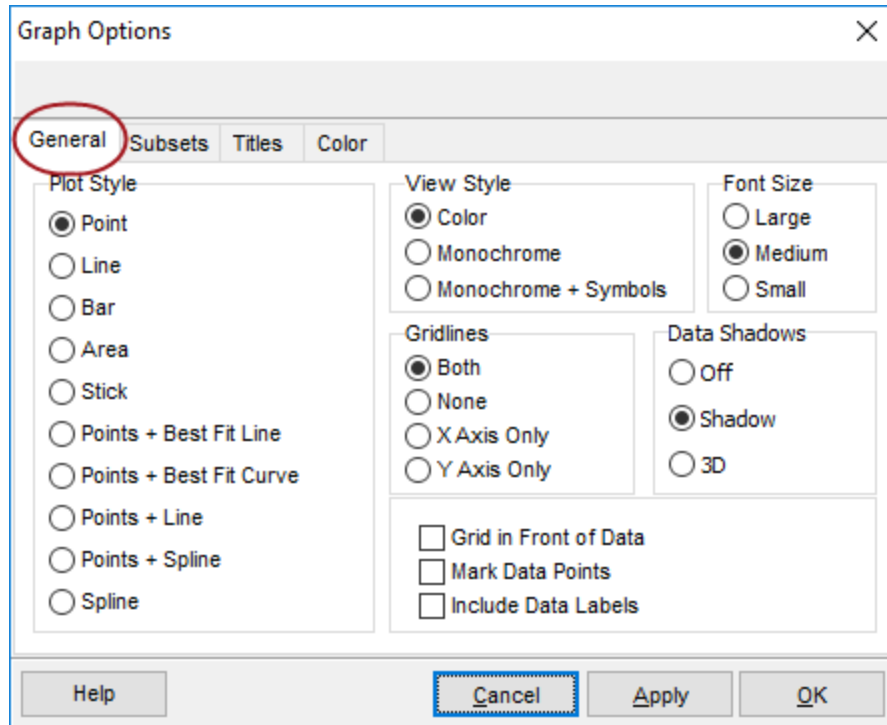 Graph Options
General Subsets Titles Color
Plot Style
Point
Line
Bar
Area
Stick
Points + Best Fit Line
Points + Best Fit Curve
Points + Line
Points + Spline
Spline
View Style
Color
Monochrome
Monochrome + Symbols
Font Size
Large
Medium
Small
Gridlines
Both
None
X Axis Only
Y Axis Only
Data Shadows
Off
Shadow
3D
Grid in Front of Data
Mark Data Points
Include Data Labels
Help Cancel Apply OK